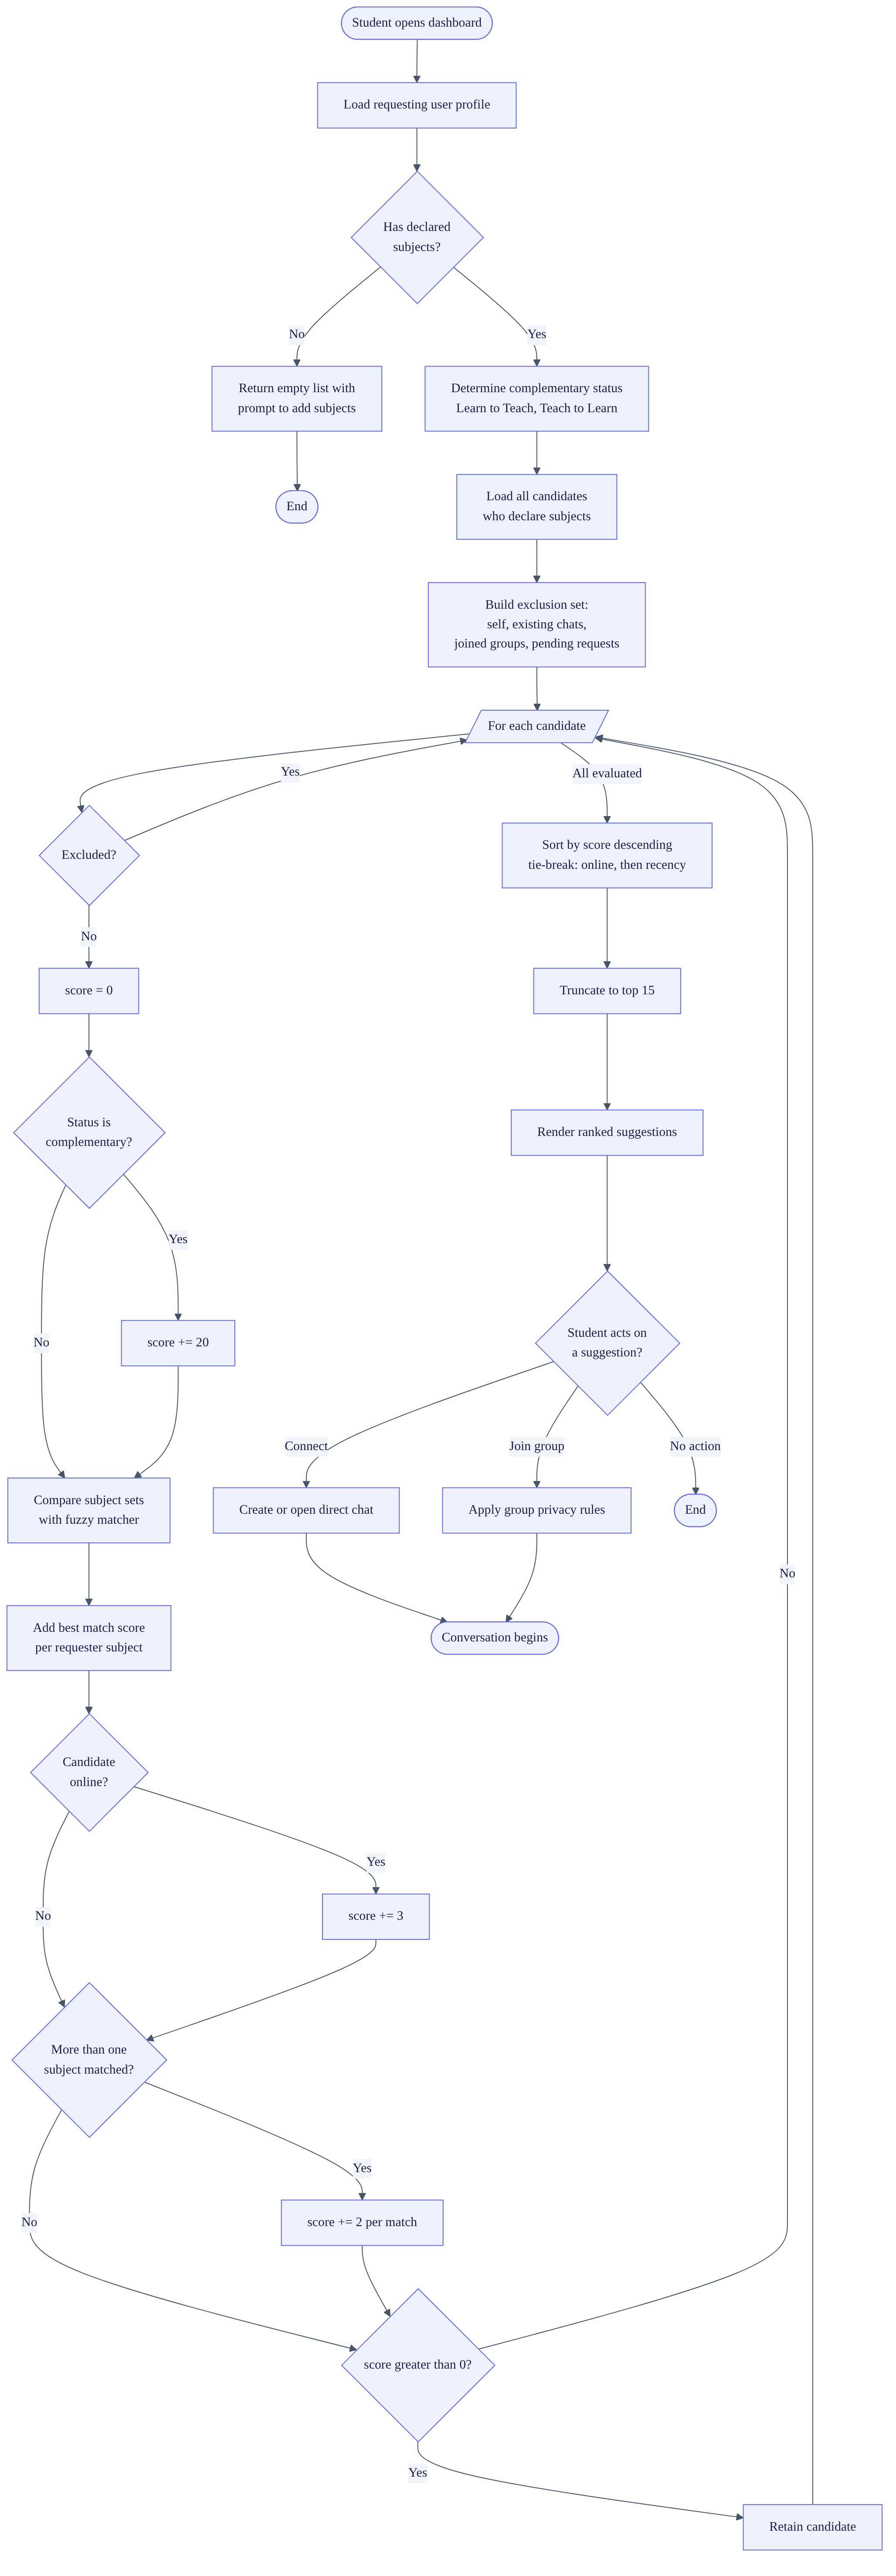 Student opens dashboard
Load requesting user profile
Has declared
subjects?
No
Yes
Return empty list with
prompt to add subjects
Determine complementary status
Learn to Teach, Teach to Learn
End
Load all candidates
who declare subjects
Build exclusion set:
self, existing chats,
joined groups, pending requests
For each candidate
Yes
All evaluated
Excluded?
Sort by score descending
tie-break: online, then recency
No
score = 0
Truncate to top 15
Status is
complementary?
Render ranked suggestions
Yes
No
score += 20
Student acts on
a suggestion?
Connect
Join group
No action
Compare subject sets
with fuzzy matcher
Create or open direct chat
Apply group privacy rules
End
No
Add best match score
per requester subject
Conversation begins
Candidate
online?
Yes
No
score += 3
More than one
subject matched?
Yes
No
score += 2 per match
score greater than 0?
Yes
Retain candidate